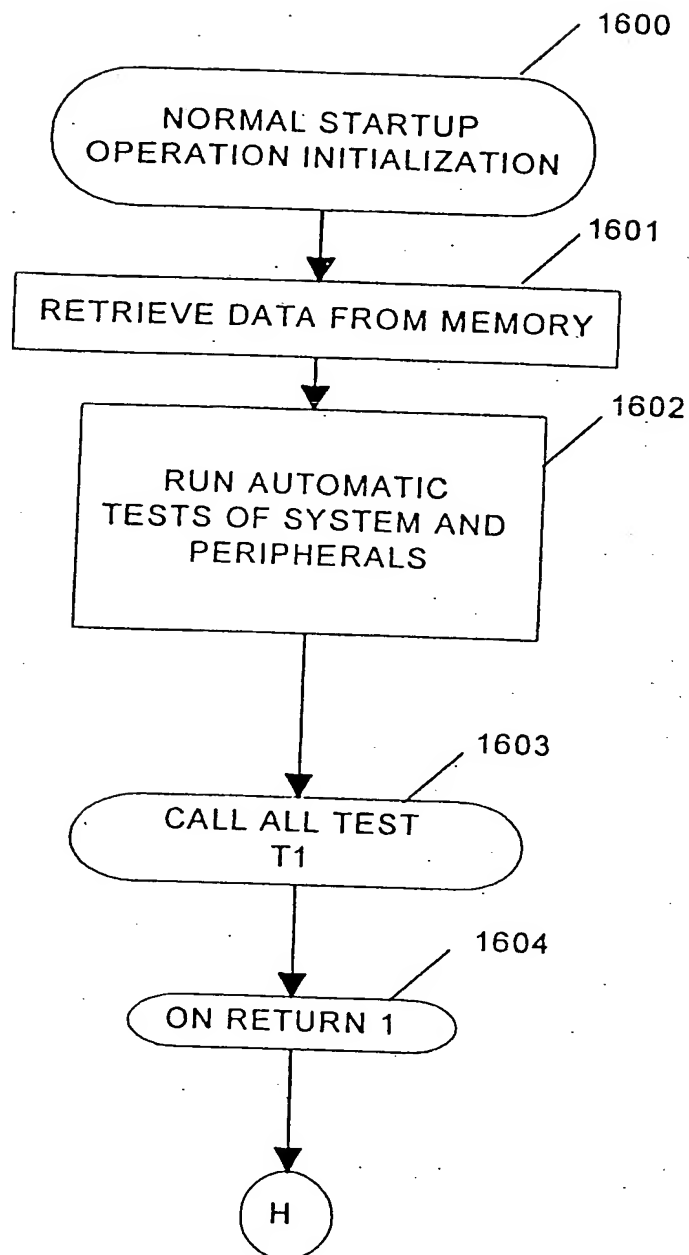 1600
NORMAL STARTUP
OPERATION INITIALIZATION
1601
RETRIEVE DATA FROM MEMORY
1602
RUN AUTOMATIC
TESTS OF SYSTEM AND
PERIPHERALS
1603
CALL ALL TEST
T1
1604
ON RETURN 1
H